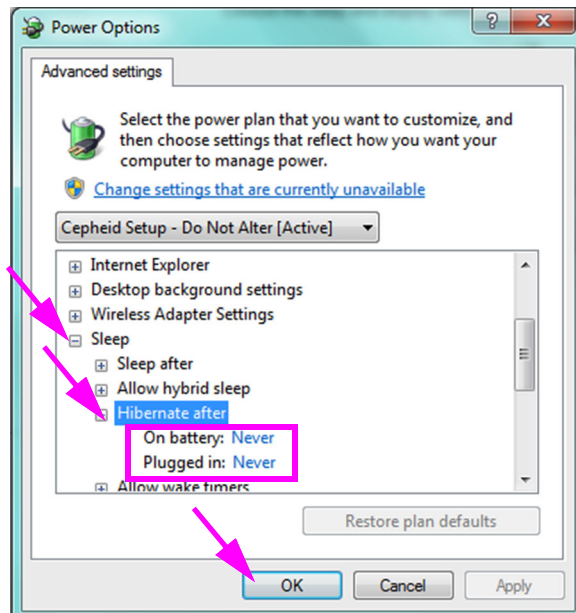 Power Options
Advanced settings
Select the power plan that you want to customize, and
then choose settings that reflect how you want your
computer to manage power.
Change settings that are currently unavailable
Cepheid Setup - Do Not Alter [Active]
Internet Explorer
Desktop background settings
Wireless Adapter Settings
Sleep
Sleep after
Allow hybrid sleep
Hibernate after
On battery: Never
Plugged in: Never
Allow wake timers
Restore plan defaults
OK Cancel Apply